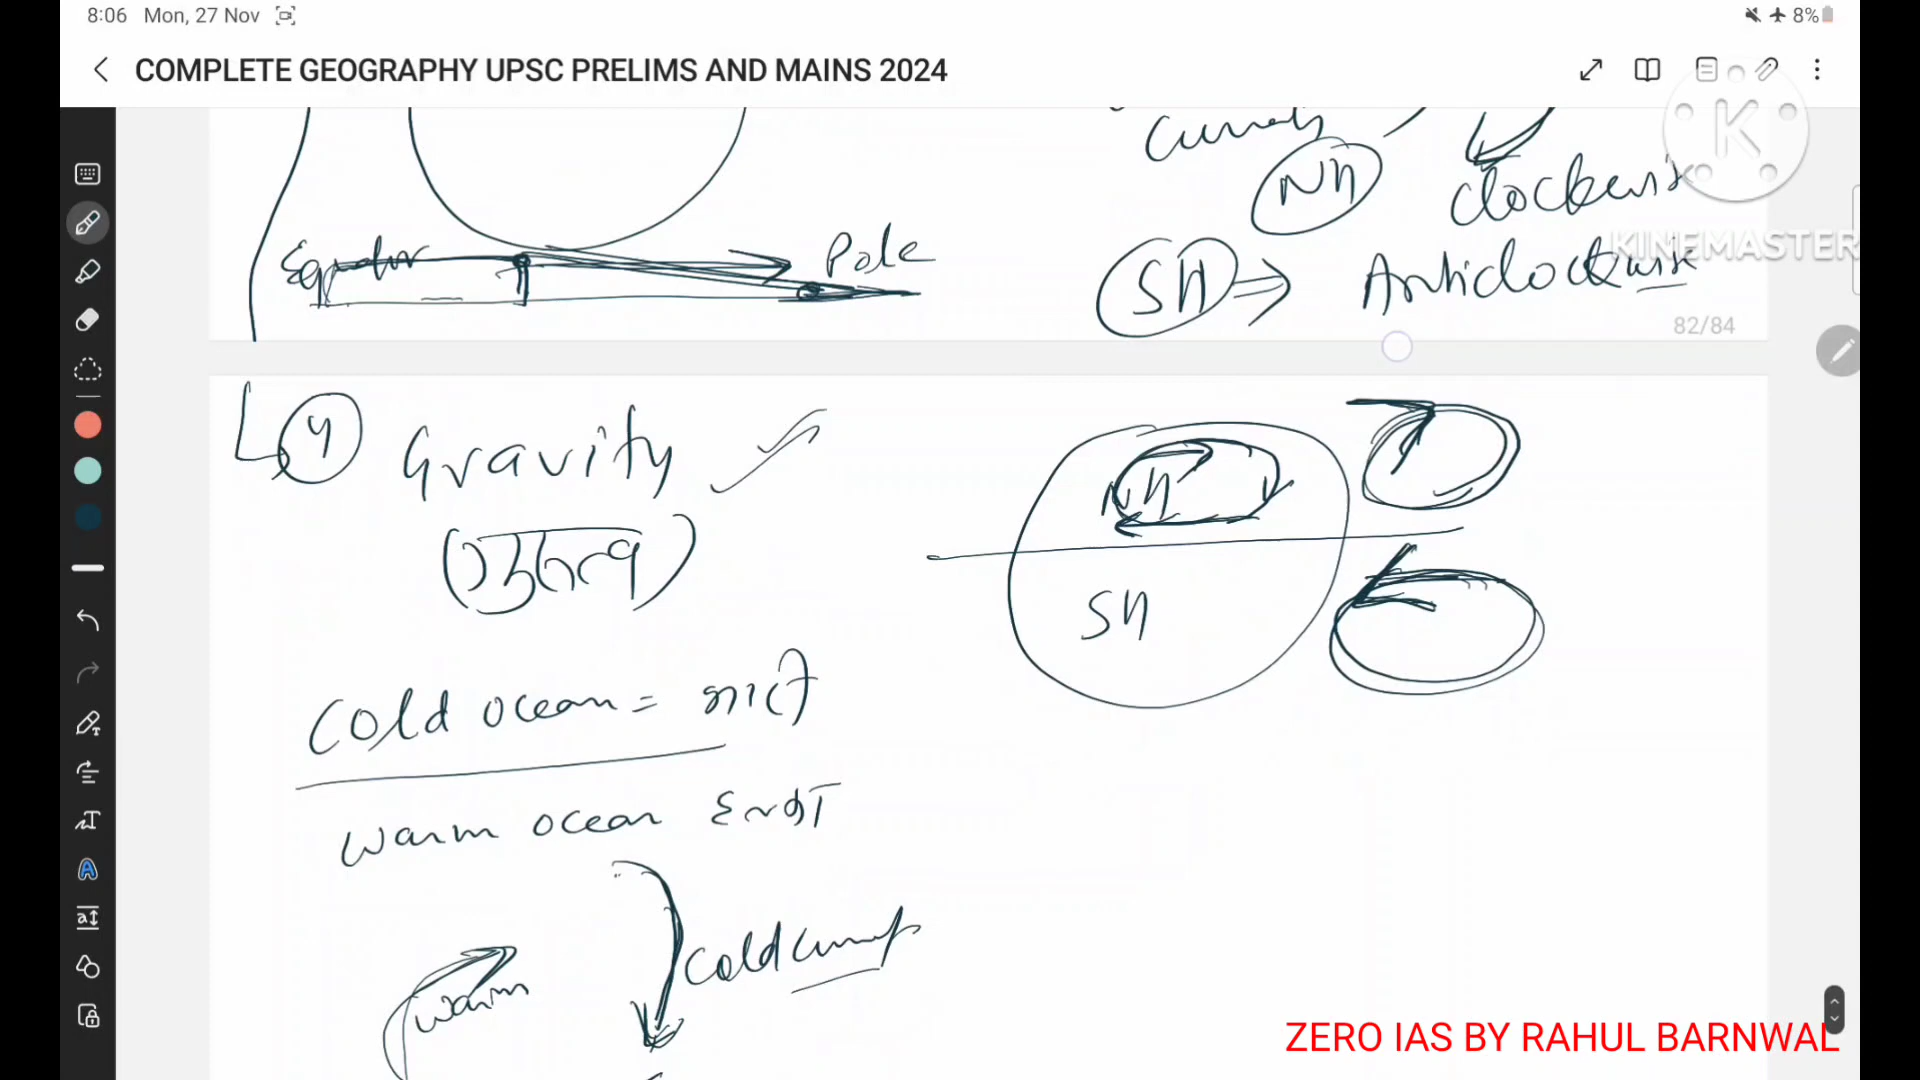 8:06 Mon, 27 Nov 8%
COMPLETE GEOGRAPHY UPSC PRELIMS AND MAINS 2024
K
KINEMASTER
Equator
Pole
NH
clockwise
SH ⇒ Anticlockwise
82/84
4 Gravity
NH
SH
cold ocean =
warm ocean
cold
warm
ZERO IAS BY RAHUL BARNWAL